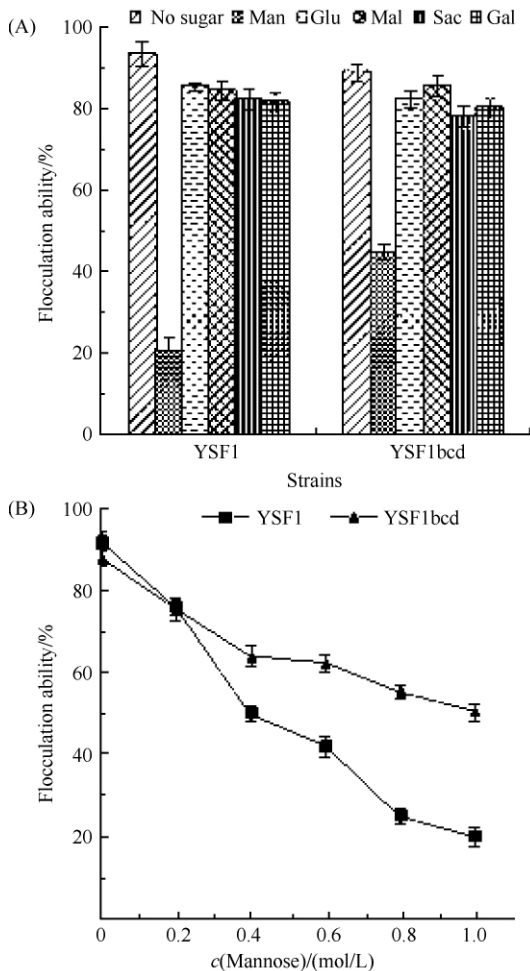 (A)
No sugar Man Glu Mal Sac Gal
100
80
60
40
20
0
Flocculation ability/%
YSF1 YSF1bcd
Strains
(B)
YSF1 YSF1bcd
100
80
60
40
20
Flocculation ability/%
0 0.2 0.4 0.6 0.8 1.0
c(Mannose)/(mol/L)